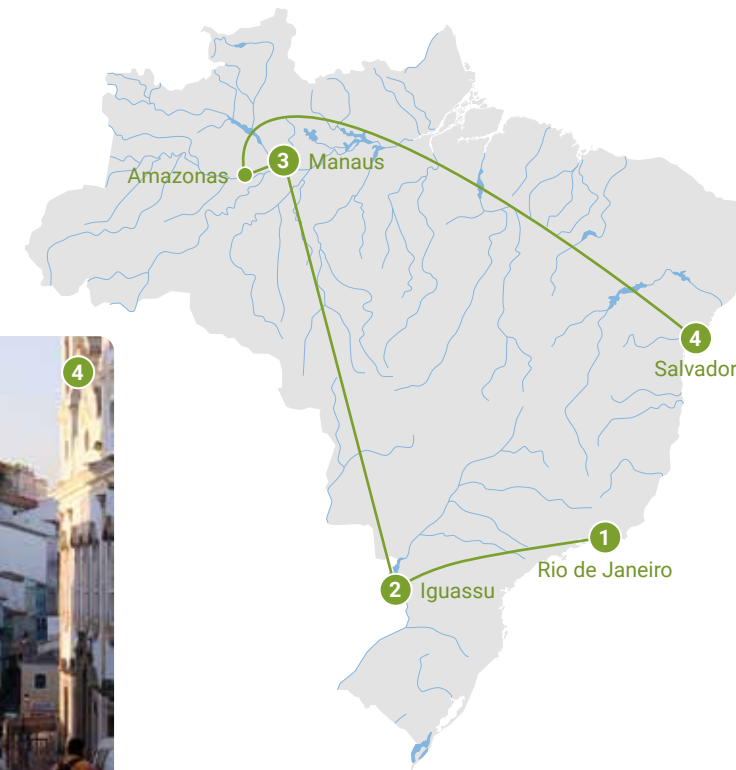 3 Manaus
Amazonas
4
Salvador
4
1
Rio de Janeiro
2 Iguassu